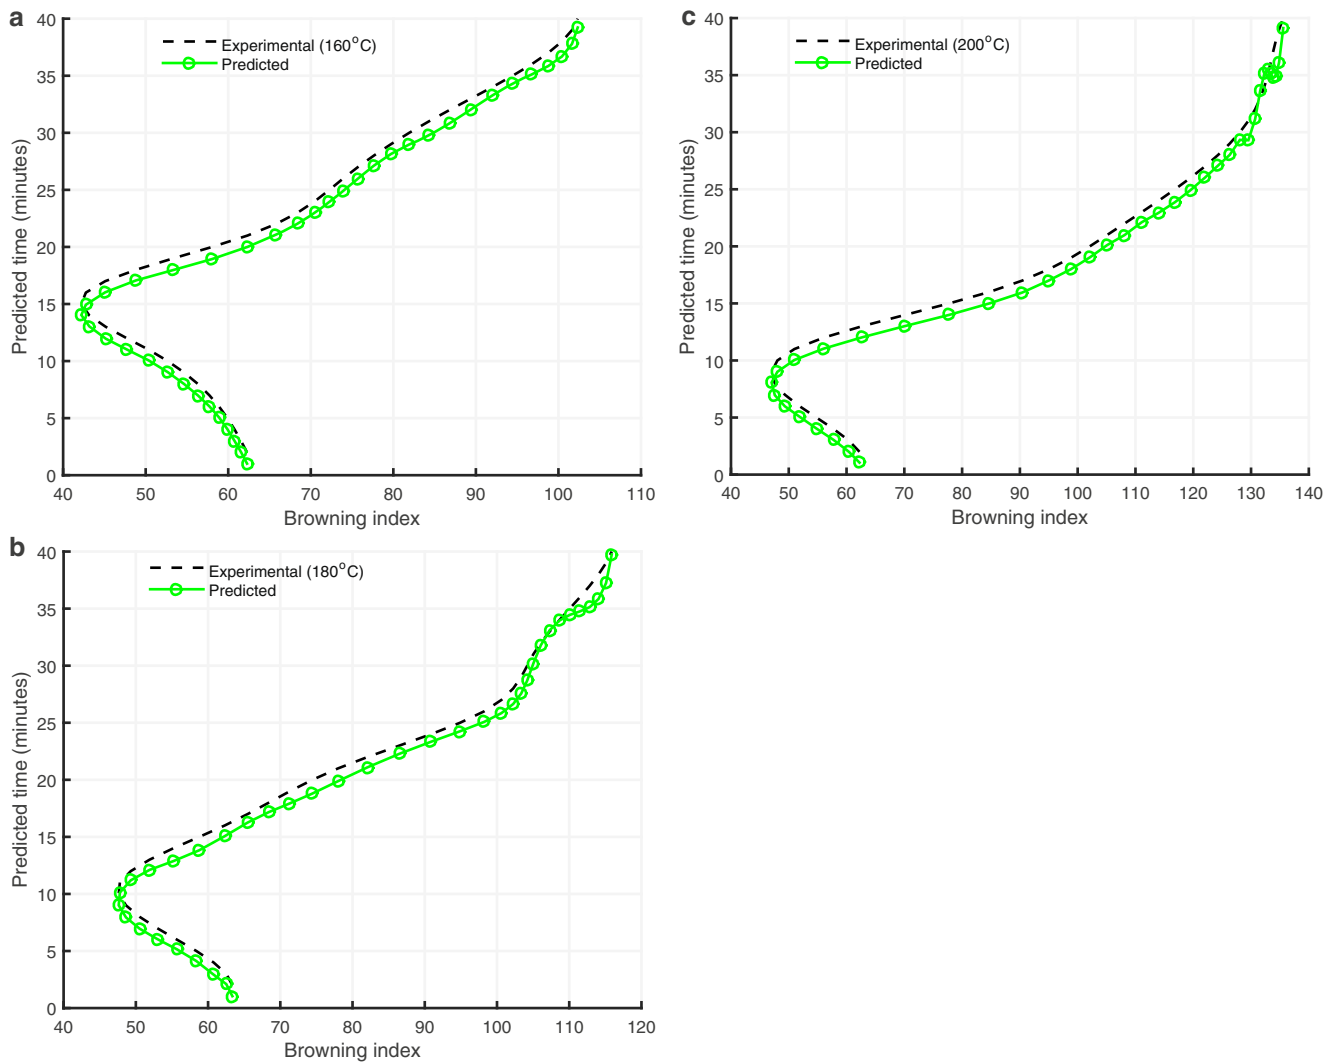 a
40
35
30
25
20
15
10
5
0
Predicted time (minutes)
Experimental (160°C)
Predicted
40 50 60 70 80 90 100 110
Browning index
c
40
35
30
25
20
15
10
5
0
Predicted time (minutes)
Experimental (200°C)
Predicted
40 50 60 70 80 90 100 110 120 130 140
Browning index
b
40
35
30
25
20
15
10
5
0
Predicted time (minutes)
Experimental (180°C)
Predicted
40 50 60 70 80 90 100 110 120
Browning index